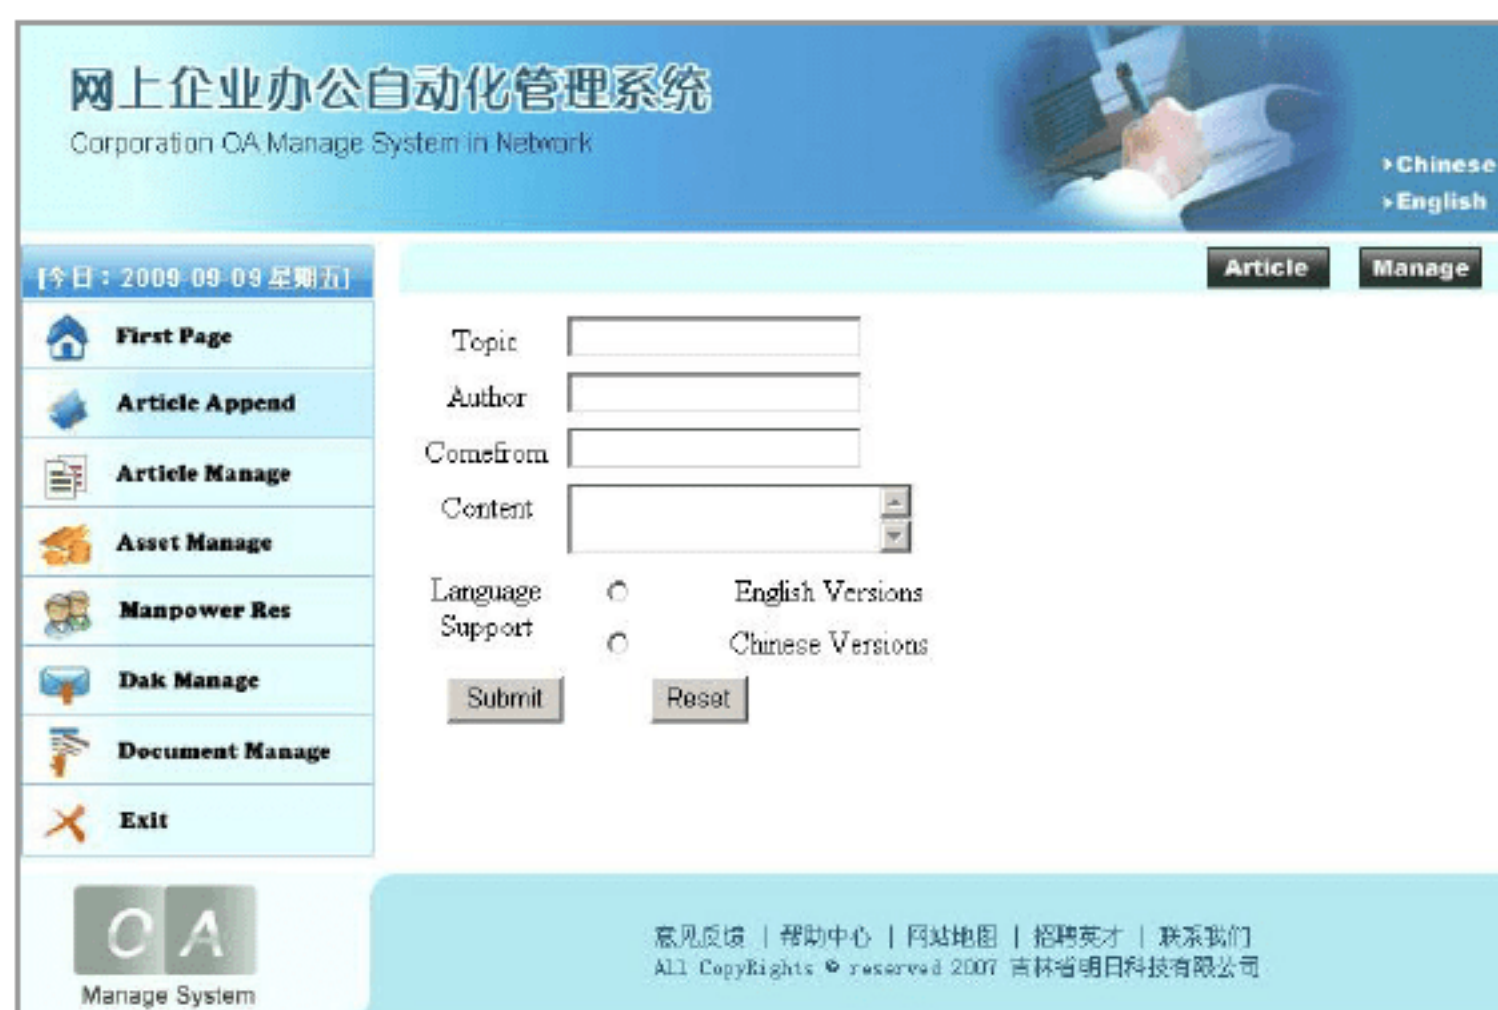 网上企业办公自动化管理系统
Corporation OA Manage System in Network
Chinese
English
[今日：2009-09-09 星期五]
Article Manage
First Page
Article Append
Article Manage
Asset Manage
Manpower Res
Dak Manage
Document Manage
Exit
Topic
Author
Comefrom
Content
Language Support
English Versions
Chinese Versions
Submit Reset
OA
Manage System
意见反馈 | 帮助中心 | 网站地图 | 招聘英才 | 联系我们
All CopyRights © reserved 2007 吉林省明日科技有限公司